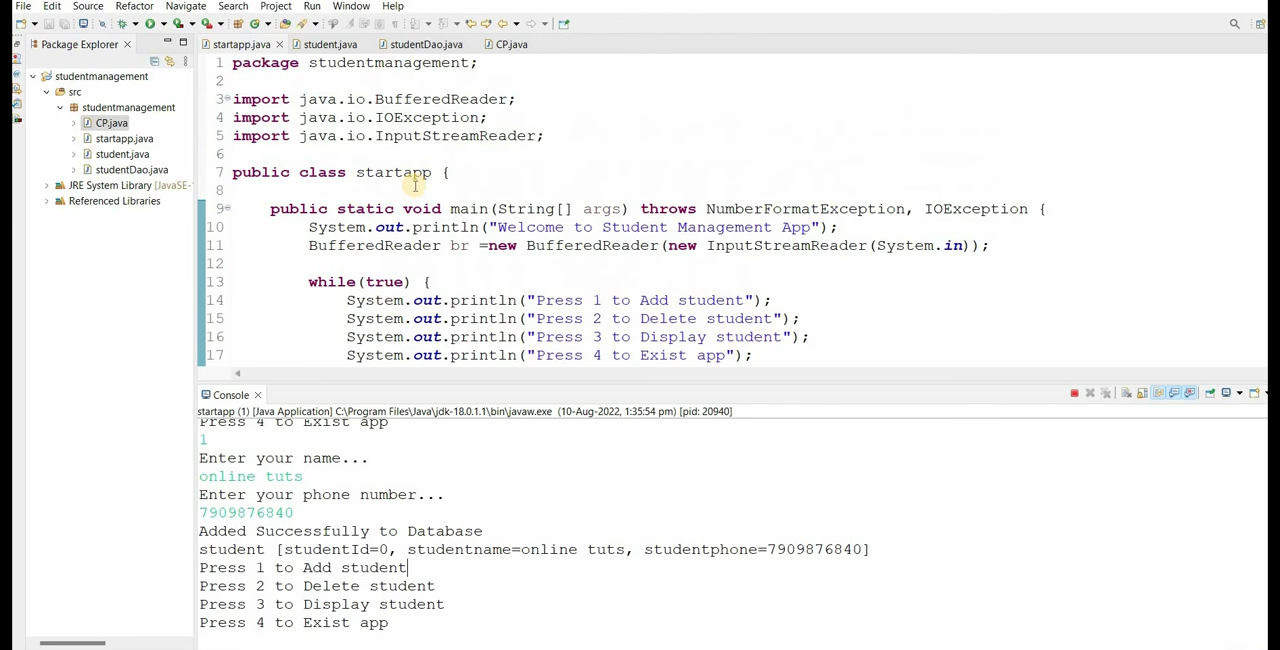 File Edit Source Refactor Navigate Search Project Run Window Help
Package Explorer
studentmanagement
src
studentmanagement
CP.java
startapp.java
student.java
studentDao.java
JRE System Library [JavaSE-
Referenced Libraries
startapp.java student.java studentDao.java CP.java
1 package studentmanagement;
2
3 import java.io.BufferedReader;
4 import java.io.IOException;
5 import java.io.InputStreamReader;
6
7 public class startapp {
8
9 public static void main(String[] args) throws NumberFormatException, IOException {
10 System.out.println("Welcome to Student Management App");
11 BufferedReader br =new BufferedReader(new InputStreamReader(System.in));
12
13 while(true) {
14 System.out.println("Press 1 to Add student");
15 System.out.println("Press 2 to Delete student");
16 System.out.println("Press 3 to Display student");
17 System.out.println("Press 4 to Exist app");
Console
startapp (1) [Java Application] C:\Program Files\Java\jdk-18.0.1.1\bin\javaw.exe (10-Aug-2022, 1:35:54 pm) [pid: 20940]
Press 4 to Exist app
1
Enter your name...
online tuts
Enter your phone number...
7909876840
Added Successfully to Database
student [studentId=0, studentname=online tuts, studentphone=7909876840]
Press 1 to Add student
Press 2 to Delete student
Press 3 to Display student
Press 4 to Exist app